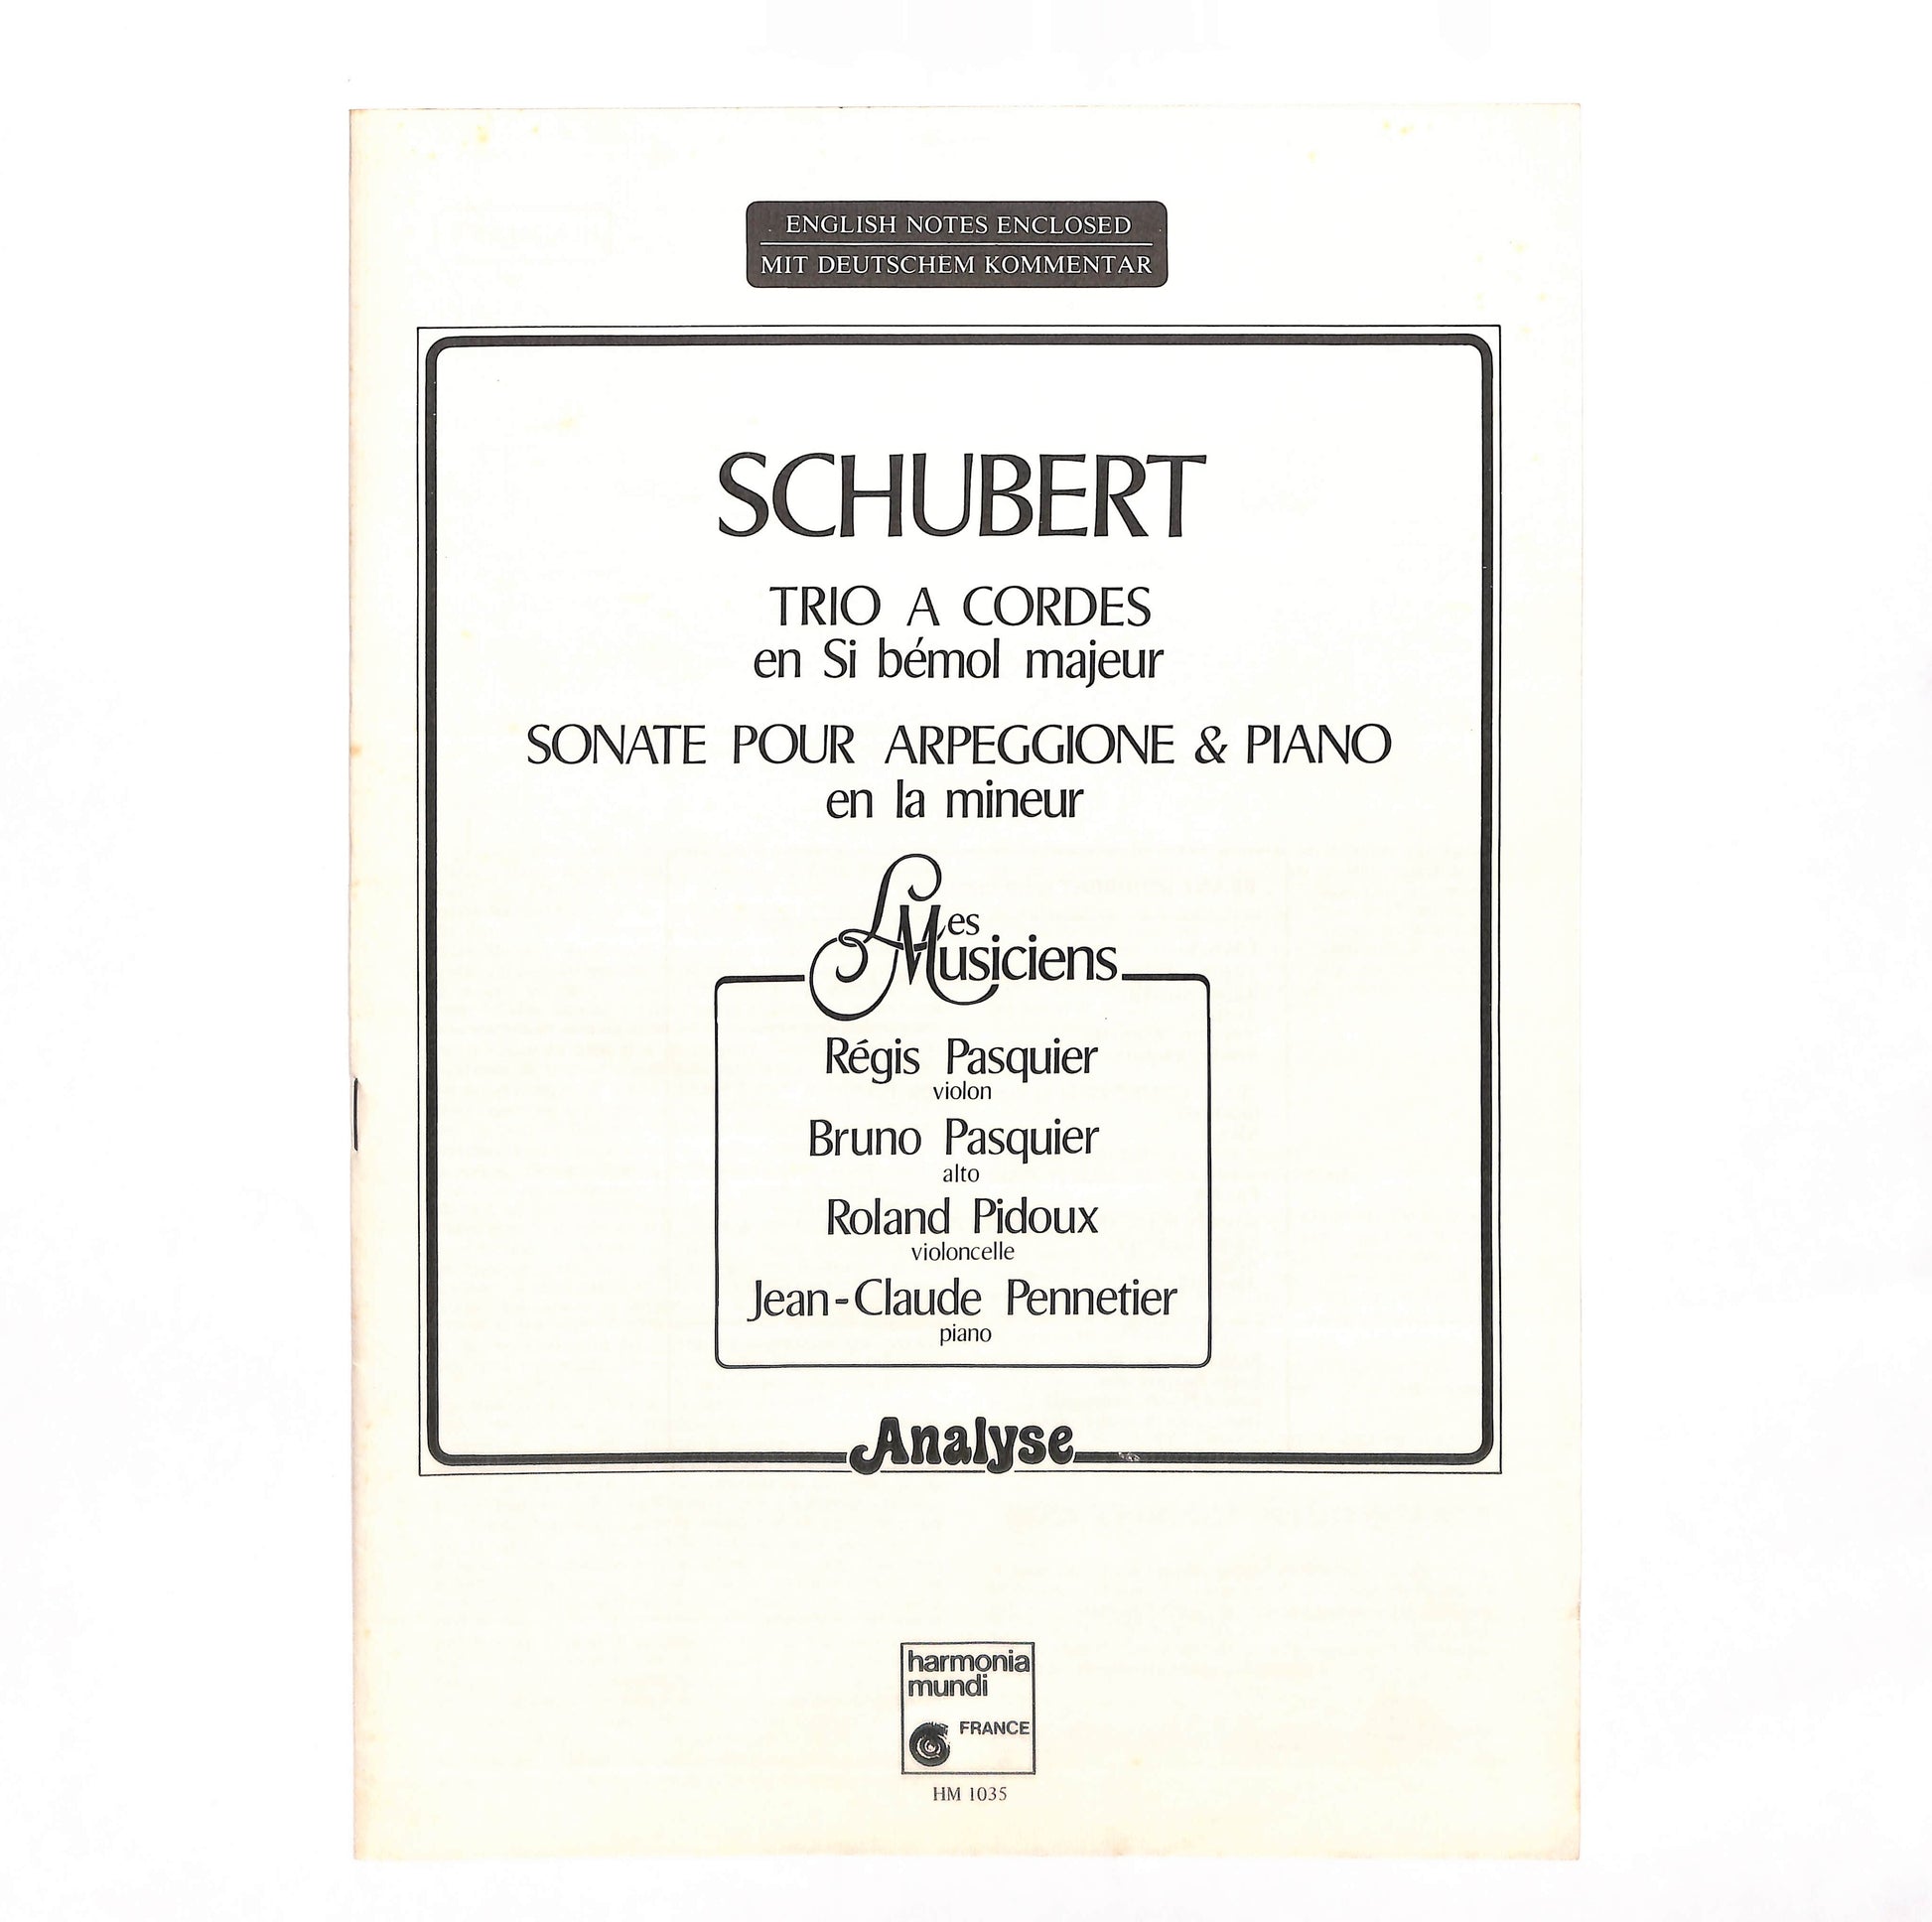 ENGLISH NOTES ENCLOSED
MIT DEUTSCHEM KOMMENTAR
SCHUBERT
TRIO A CORDES
en Si bémol majeur
SONATE POUR ARPEGGIONE & PIANO
en la mineur
Les
Musiciens
Régis Pasquier
violon
Bruno Pasquier
alto
Roland Pidoux
violoncelle
Jean-Claude Pennetier
piano
Analyse
harmonia
mundi
FRANCE
HM 1035